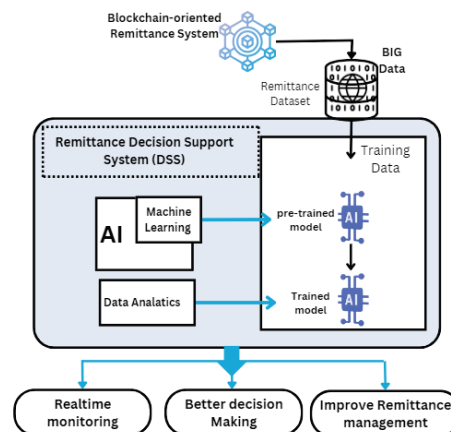 Blockchain-oriented
Remittance System
BIG
Data
Remittance
Dataset
Remittance Decision Support
System (DSS)
Training
Data
Machine
Learning
AI
pre-trained
model
AI
Data Analatics
Trained
model
AI
Realtime
monitoring
Better decision
Making
Improve Remittance
management